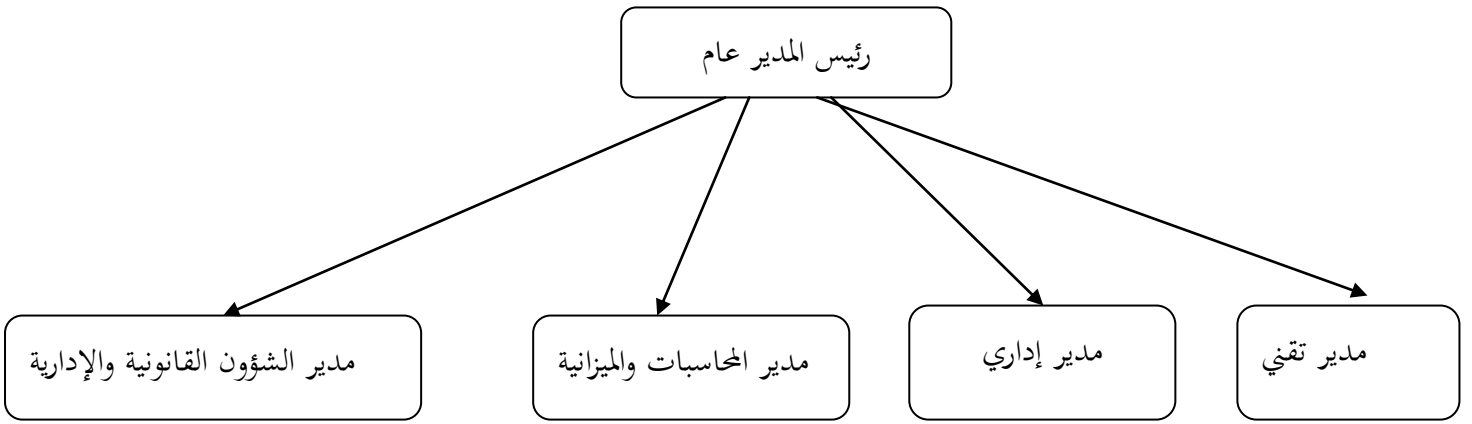 رئيس المدير عام
مدير تقني
مدير إداري
مدير المحاسبات والميزانية
مدير الشؤون القانونية والإدارية